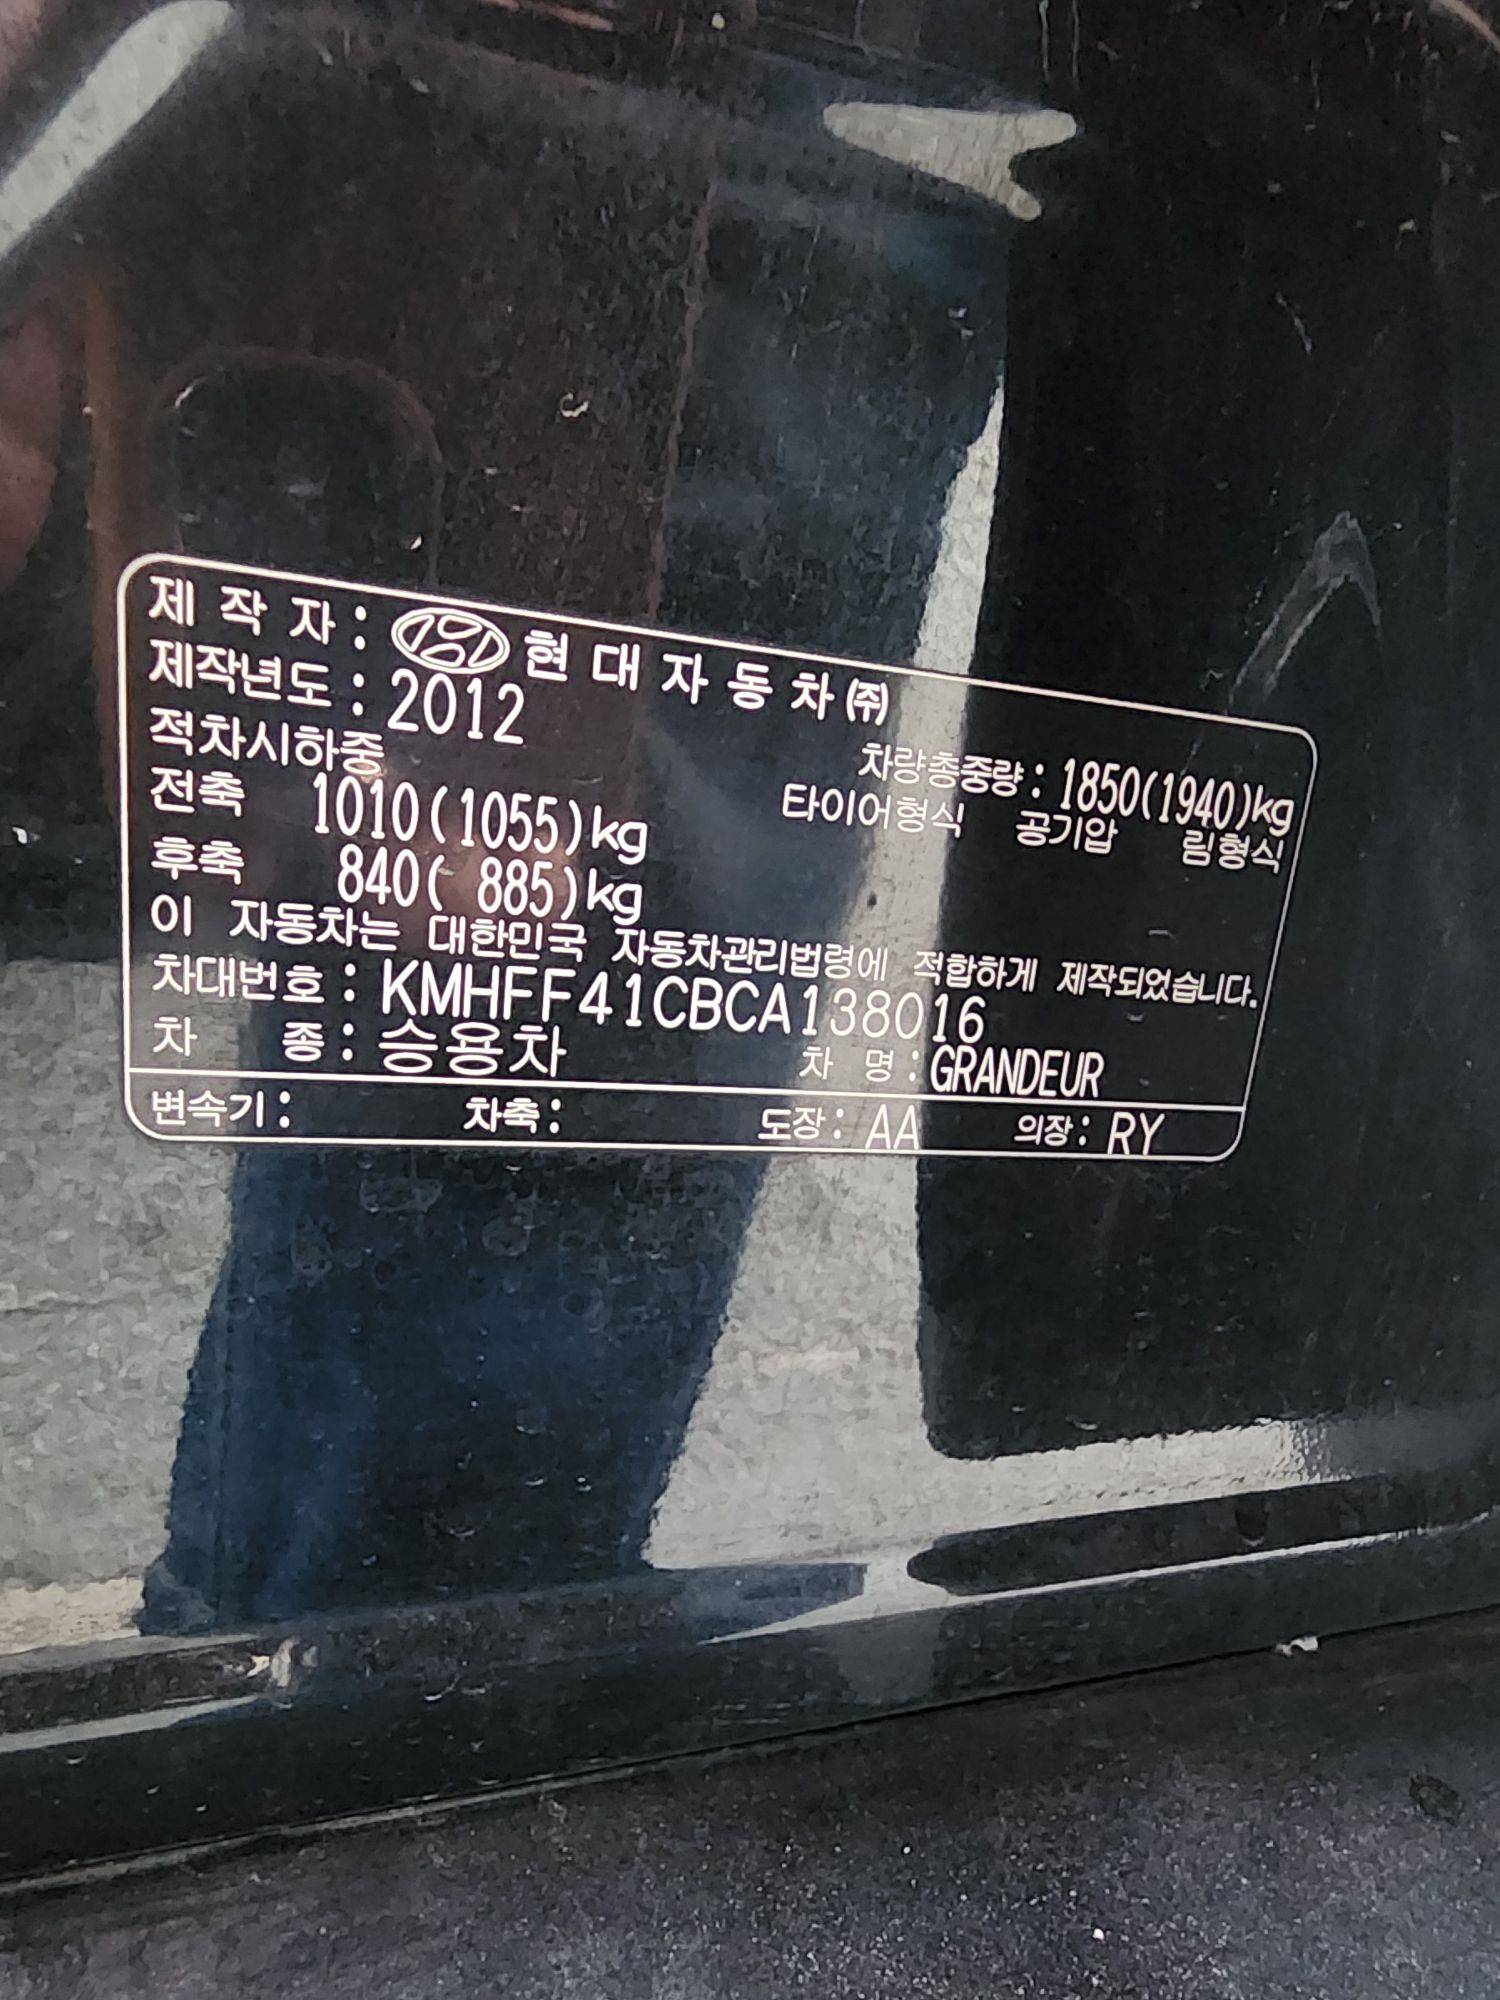 제 작 자 : 현 대 자 동 차 ㈜
제작년도 : 2012
적차시하중 차량총중량 : 1850(1940)kg
전축 1010(1055)kg 타이어형식 공기압 림형식
후축 840( 885)kg
이 자동차는 대한민국 자동차관리법령에 적합하게 제작되었습니다.
차대번호 : KMHFF41CBCA138016
차 종 : 승용차 차 명 : GRANDEUR
변속기 : 차축 : 도장 : AA 의장 : RY